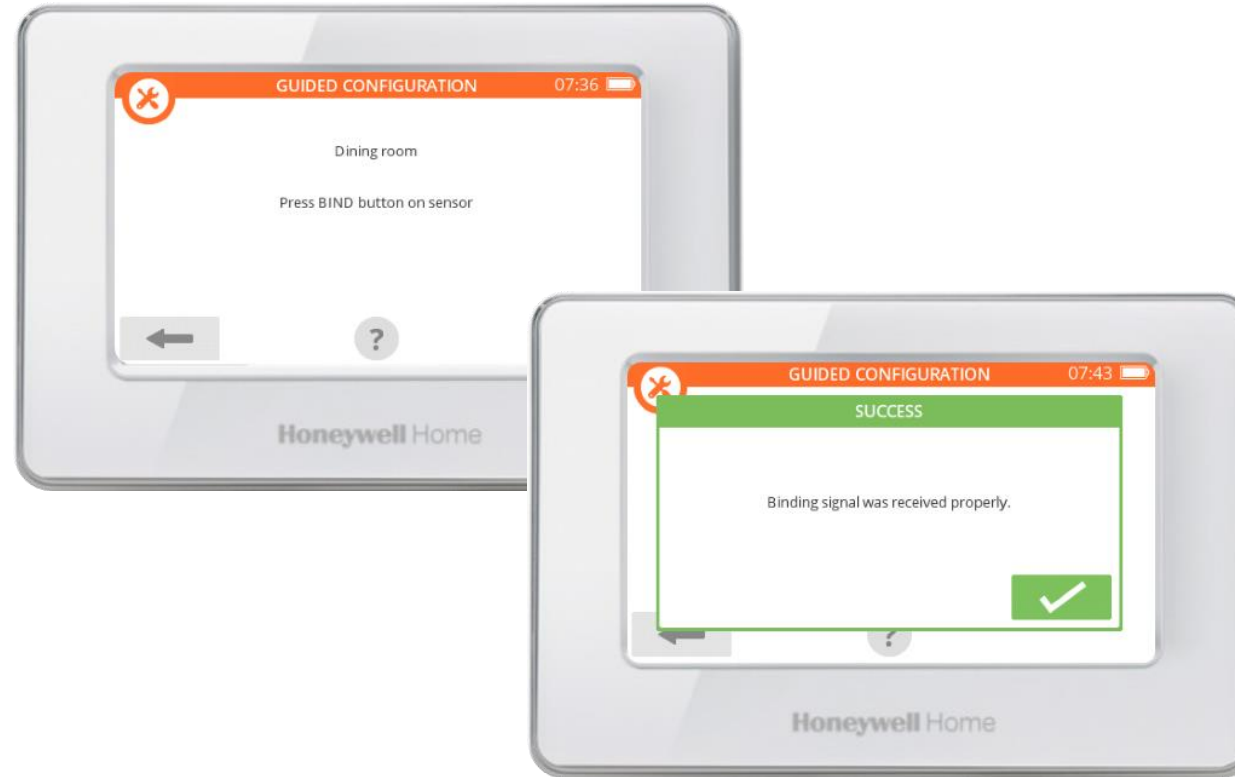 GUIDED CONFIGURATION 07:36
Dining room
Press BIND button on sensor
?
Honeywell Home
GUIDED CONFIGURATION 07:43
SUCCESS
Binding signal was received properly.
?
Honeywell Home